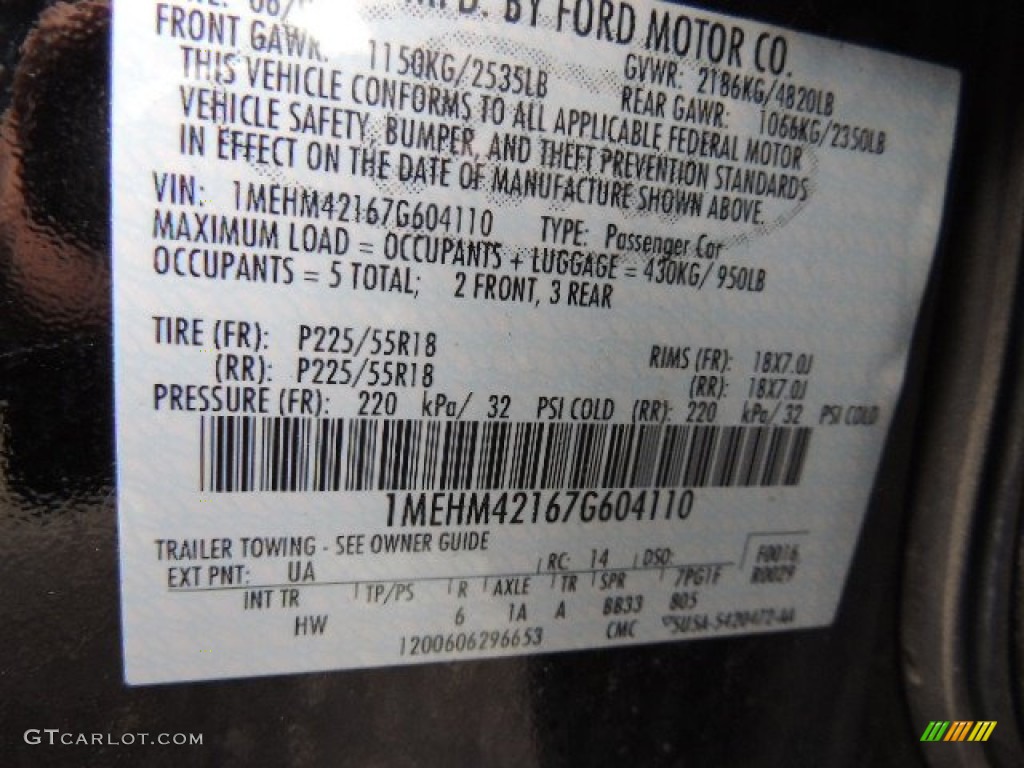 BY FORD MOTOR CO.
FRONT GAWR: GVWR: 2186KG/4820LB
1150KG/2535LB REAR GAWR: 1066KG/2350LB
THIS VEHICLE CONFORMS TO ALL APPLICABLE FEDERAL MOTOR
VEHICLE SAFETY, BUMPER, AND THEFT PREVENTION STANDARDS
IN EFFECT ON THE DATE OF MANUFACTURE SHOWN ABOVE.
VIN: 1MEHM42167G604110 TYPE: Passenger Car
MAXIMUM LOAD = OCCUPANTS + LUGGAGE = 430KG/950LB
OCCUPANTS = 5 TOTAL; 2 FRONT, 3 REAR
TIRE (FR): P225/55R18 RIMS (FR): 18X7.0J
(RR): P225/55R18 (RR): 18X7.0J
PRESSURE (FR): 220 kPa/ 32 PSI COLD (RR): 220 kPa/ 32 PSI COLD
1MEHM42167G604110
TRAILER TOWING - SEE OWNER GUIDE
EXT PNT: UA RC: 14 DSO: F0016
INT TR TP/PS R AXLE TR SPR 7PG1F R0029
HW 6 1A A BB33 805
1200606296653 CMC 5U5A-5420472-AA
GTCARLOT.COM